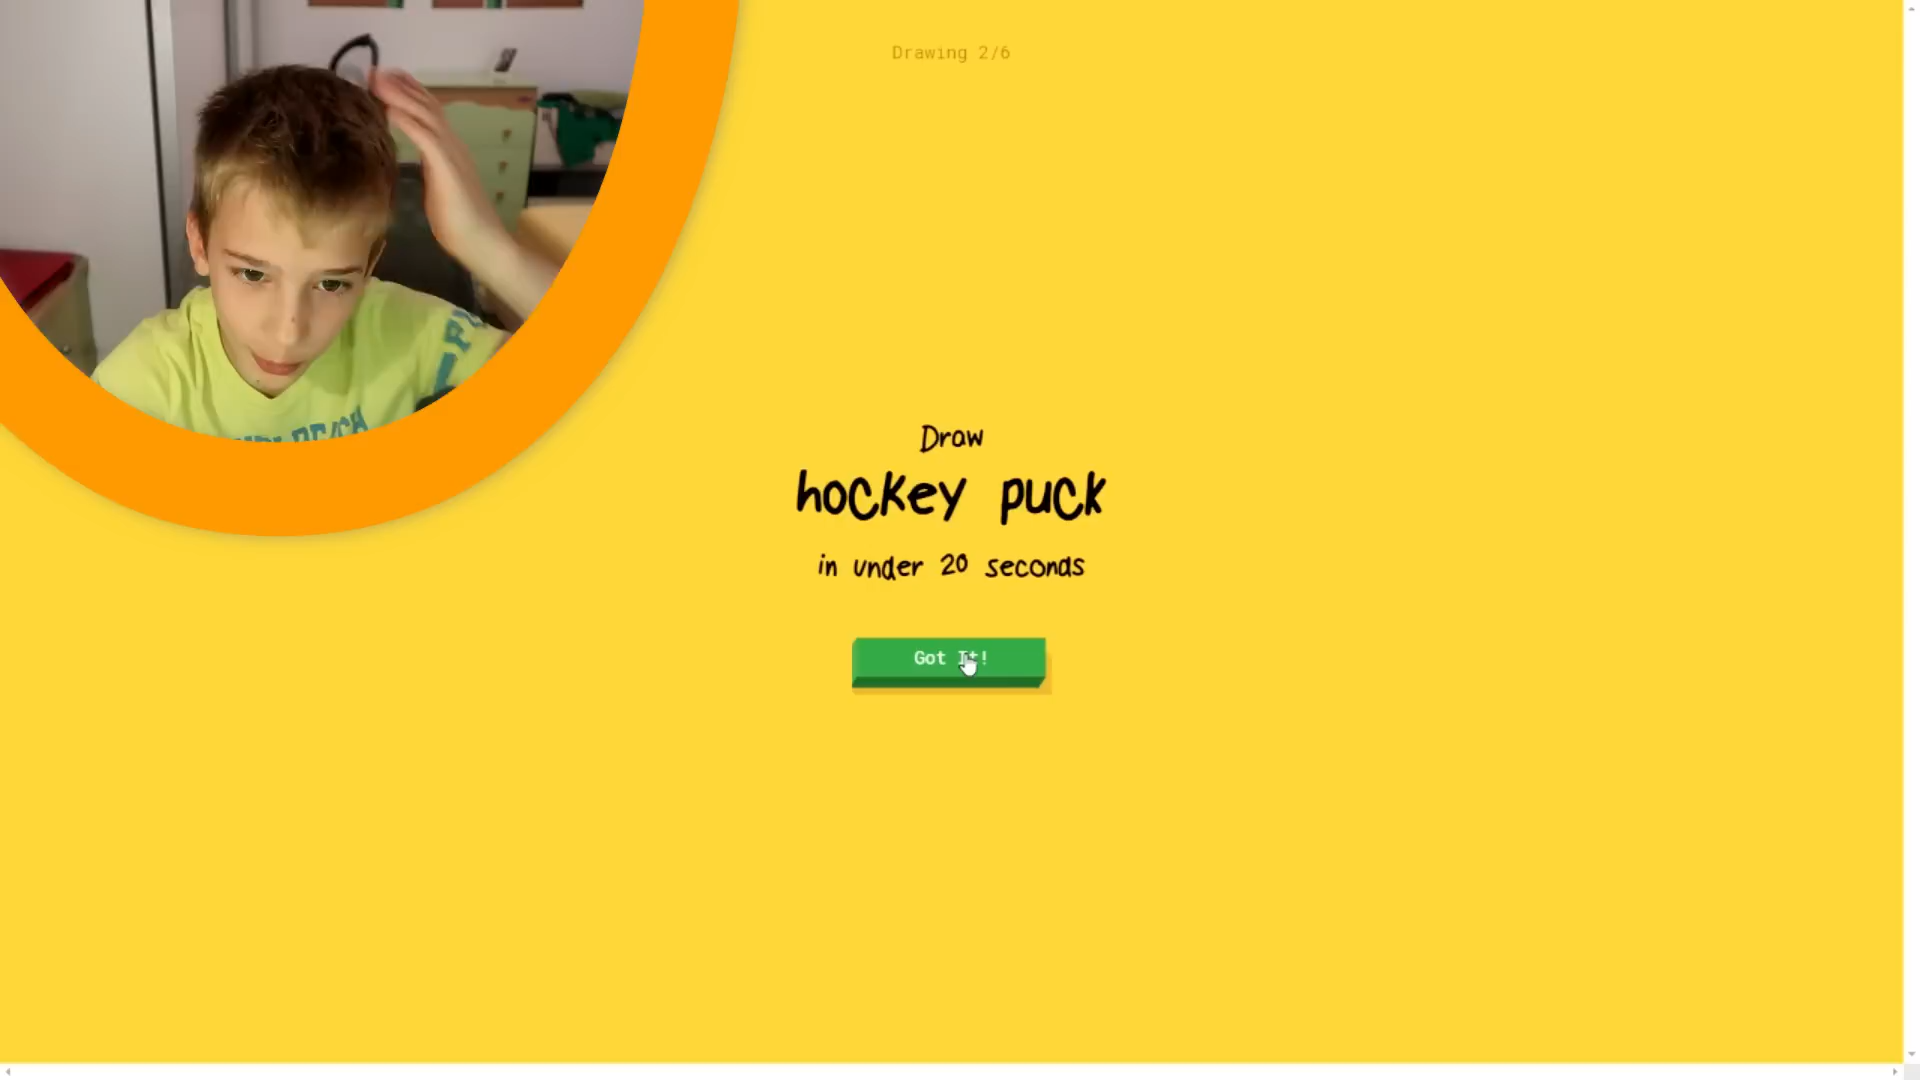 Drawing 2/6
Draw
hockey puck
in under 20 seconds
Got It!